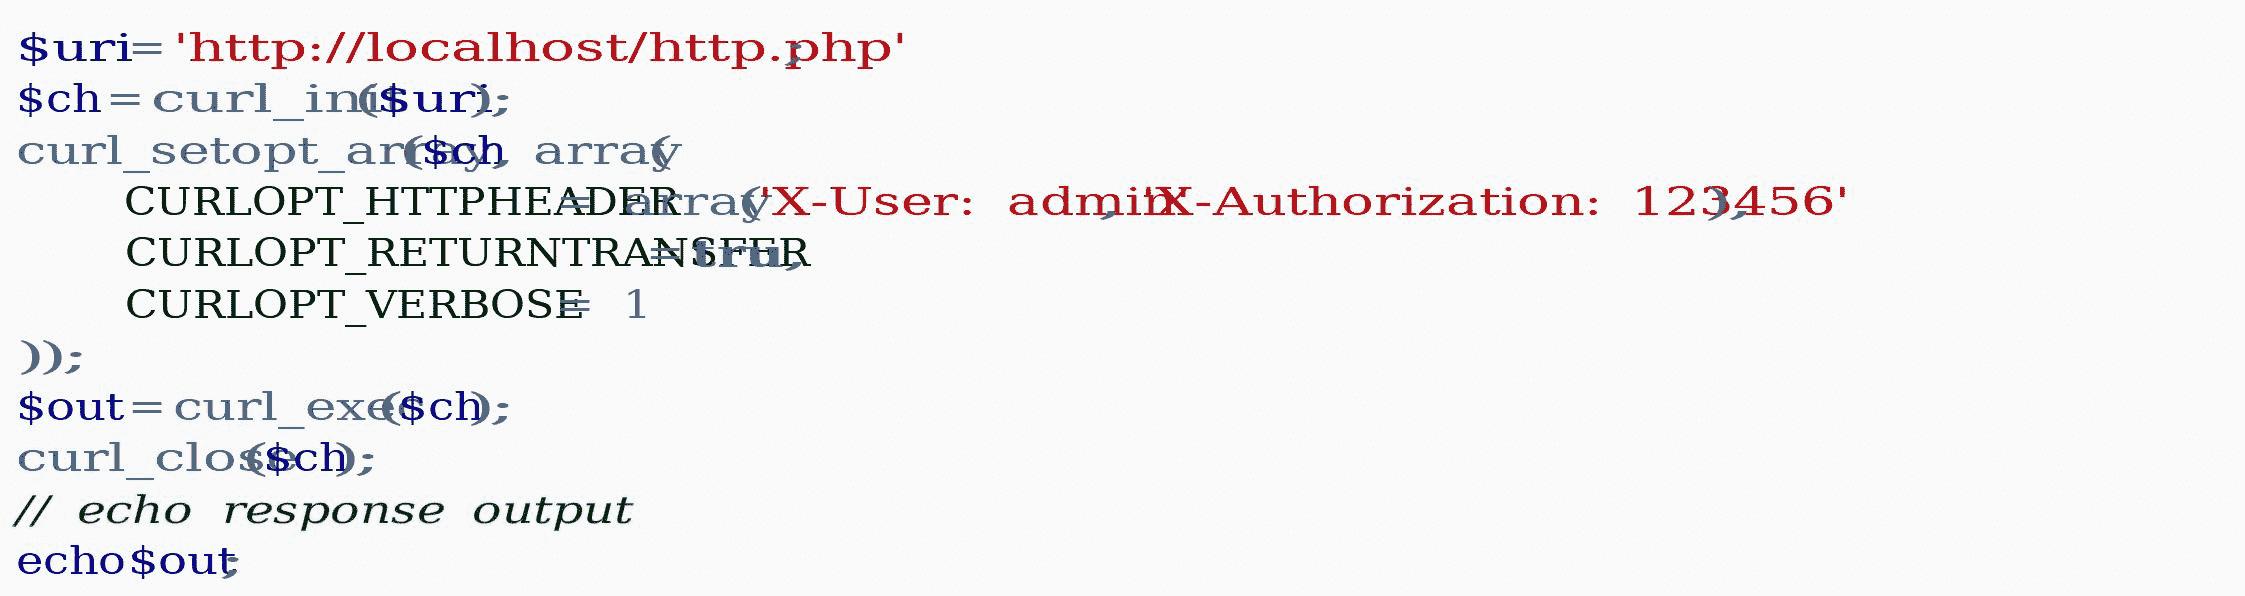 $uri = 'http://localhost/http.php';
$ch = curl_init($uri);
curl_setopt_array($ch, array(
    CURLOPT_HTTPHEADER = array('X-User: admin', 'X-Authorization: 123456'),
    CURLOPT_RETURNTRANSFER = true,
    CURLOPT_VERBOSE = 1
));
$out = curl_exec($ch);
curl_close($ch);
// echo response output
echo $out;